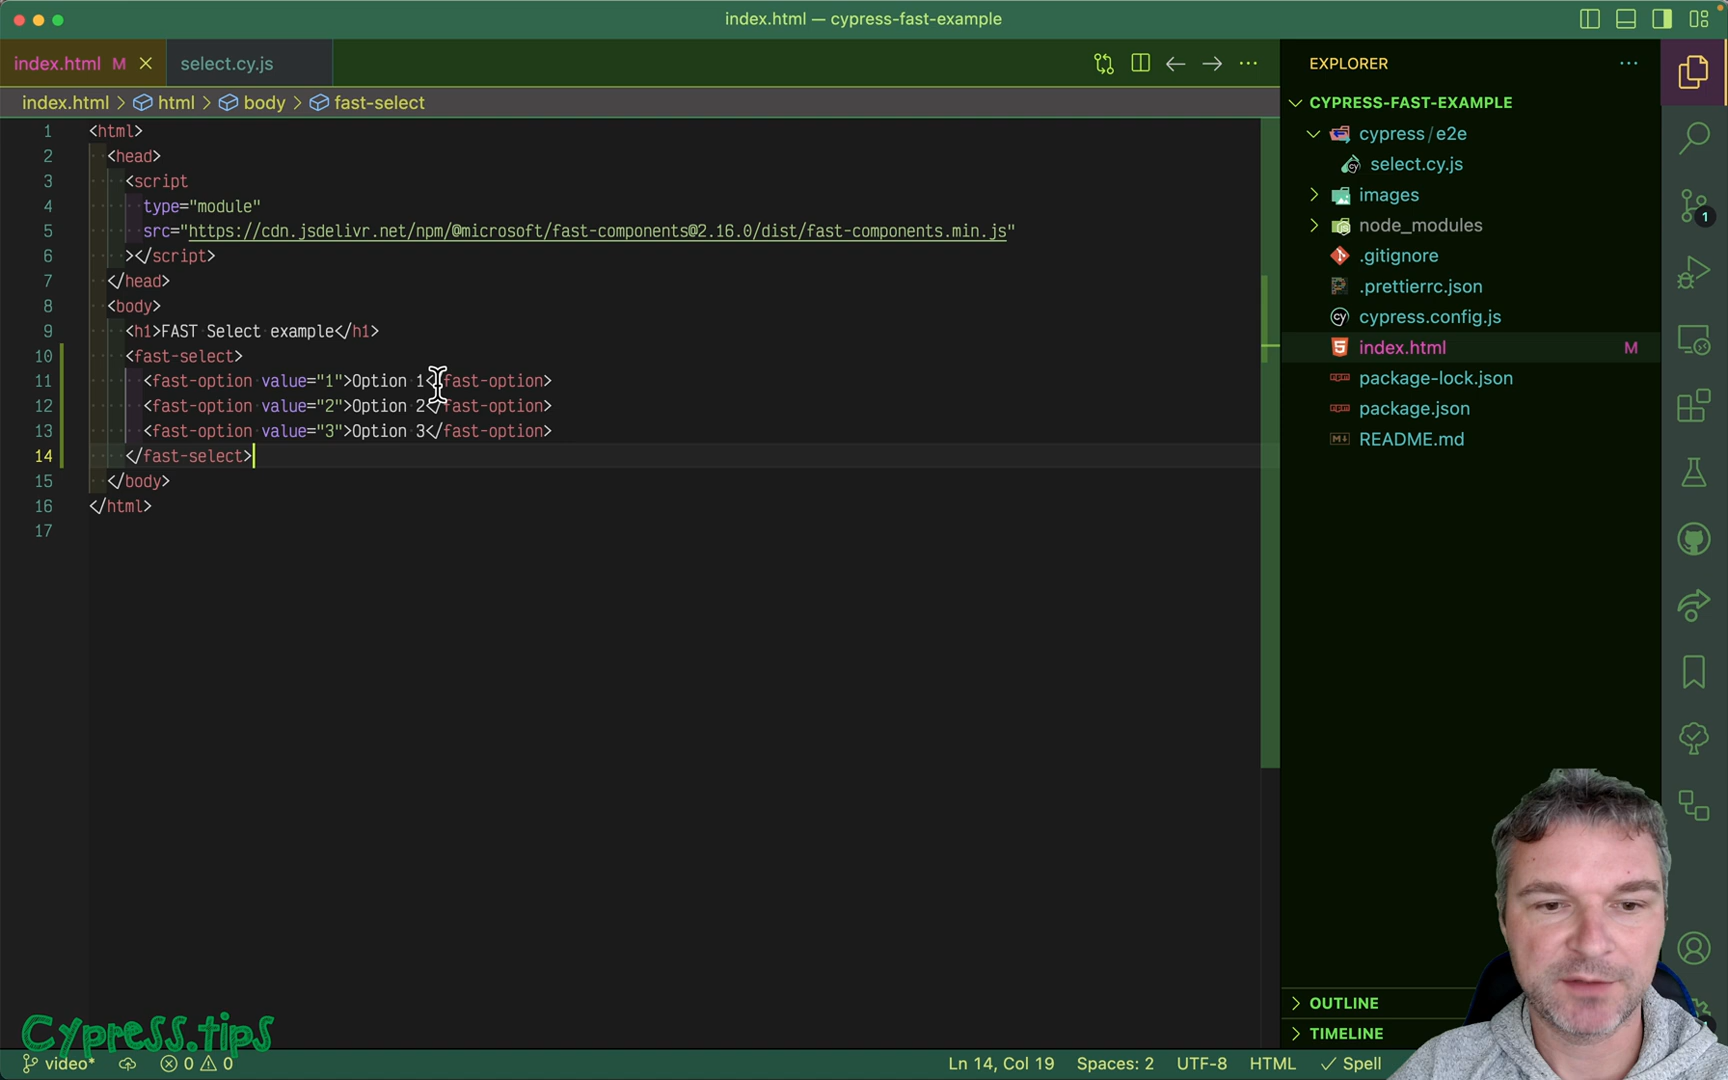 index.html — cypress-fast-example
index.html M
select.cy.js
index.html > html > body > fast-select
1 <html>
2 <head>
3 <script
4 type="module"
5 src="https://cdn.jsdelivr.net/npm/@microsoft/fast-components@2.16.0/dist/fast-components.min.js"
6 ></script>
7 </head>
8 <body>
9 <h1>FAST Select example</h1>
10 <fast-select>
11 <fast-option value="1">Option 1</fast-option>
12 <fast-option value="2">Option 2</fast-option>
13 <fast-option value="3">Option 3</fast-option>
14 </fast-select>
15 </body>
16 </html>
17
EXPLORER
CYPRESS-FAST-EXAMPLE
cypress / e2e
select.cy.js
images
node_modules
.gitignore
.prettierrc.json
cypress.config.js
index.html M
package-lock.json
package.json
README.md
1
OUTLINE
TIMELINE
Cypress.tips
video* 0 0
Ln 14, Col 19 Spaces: 2 UTF-8 HTML Spell